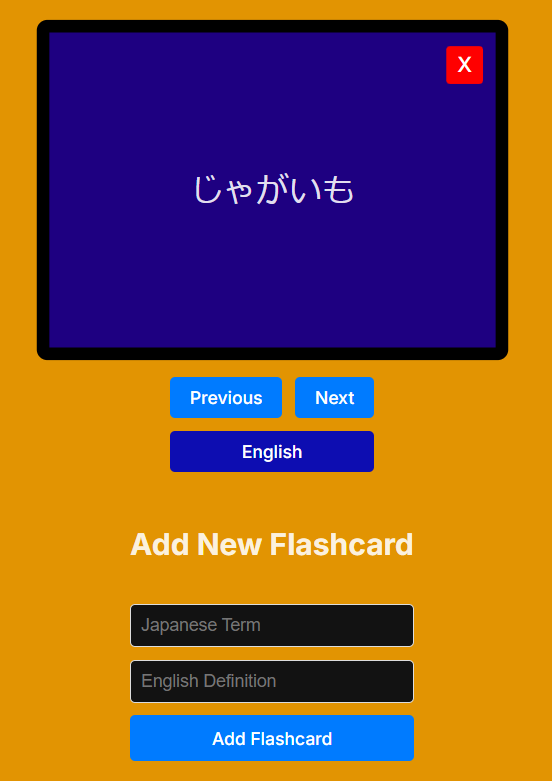 X
じゃがいも
Previous Next
English
Add New Flashcard
Japanese Term
English Definition
Add Flashcard